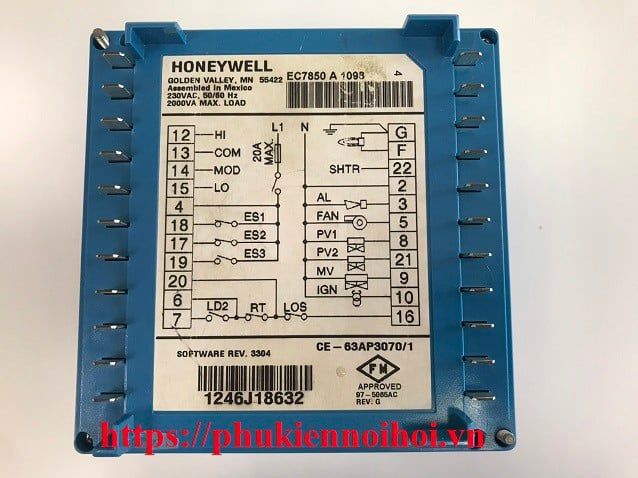 HONEYWELL
GOLDEN VALLEY, MN 55422
Assembled in Mexico
230VAC, 50/60 Hz
2000VA MAX. LOAD
EC7850 A 1098
4
12 HI
13 COM
14 MOD
15 LO
4
18 ES1
17 ES2
19 ES3
20
6
7 LD2 RT LOS
L1 N
20A MAX
G
F
SHTR 22
2
AL 3
FAN 5
PV1 8
PV2 21
MV 9
IGN 10
16
SOFTWARE REV. 3304
CE-63AP3070/1
1246J18632
FM
APPROVED
97-5065AC
REV. G
https://phukiennoihoi.vn